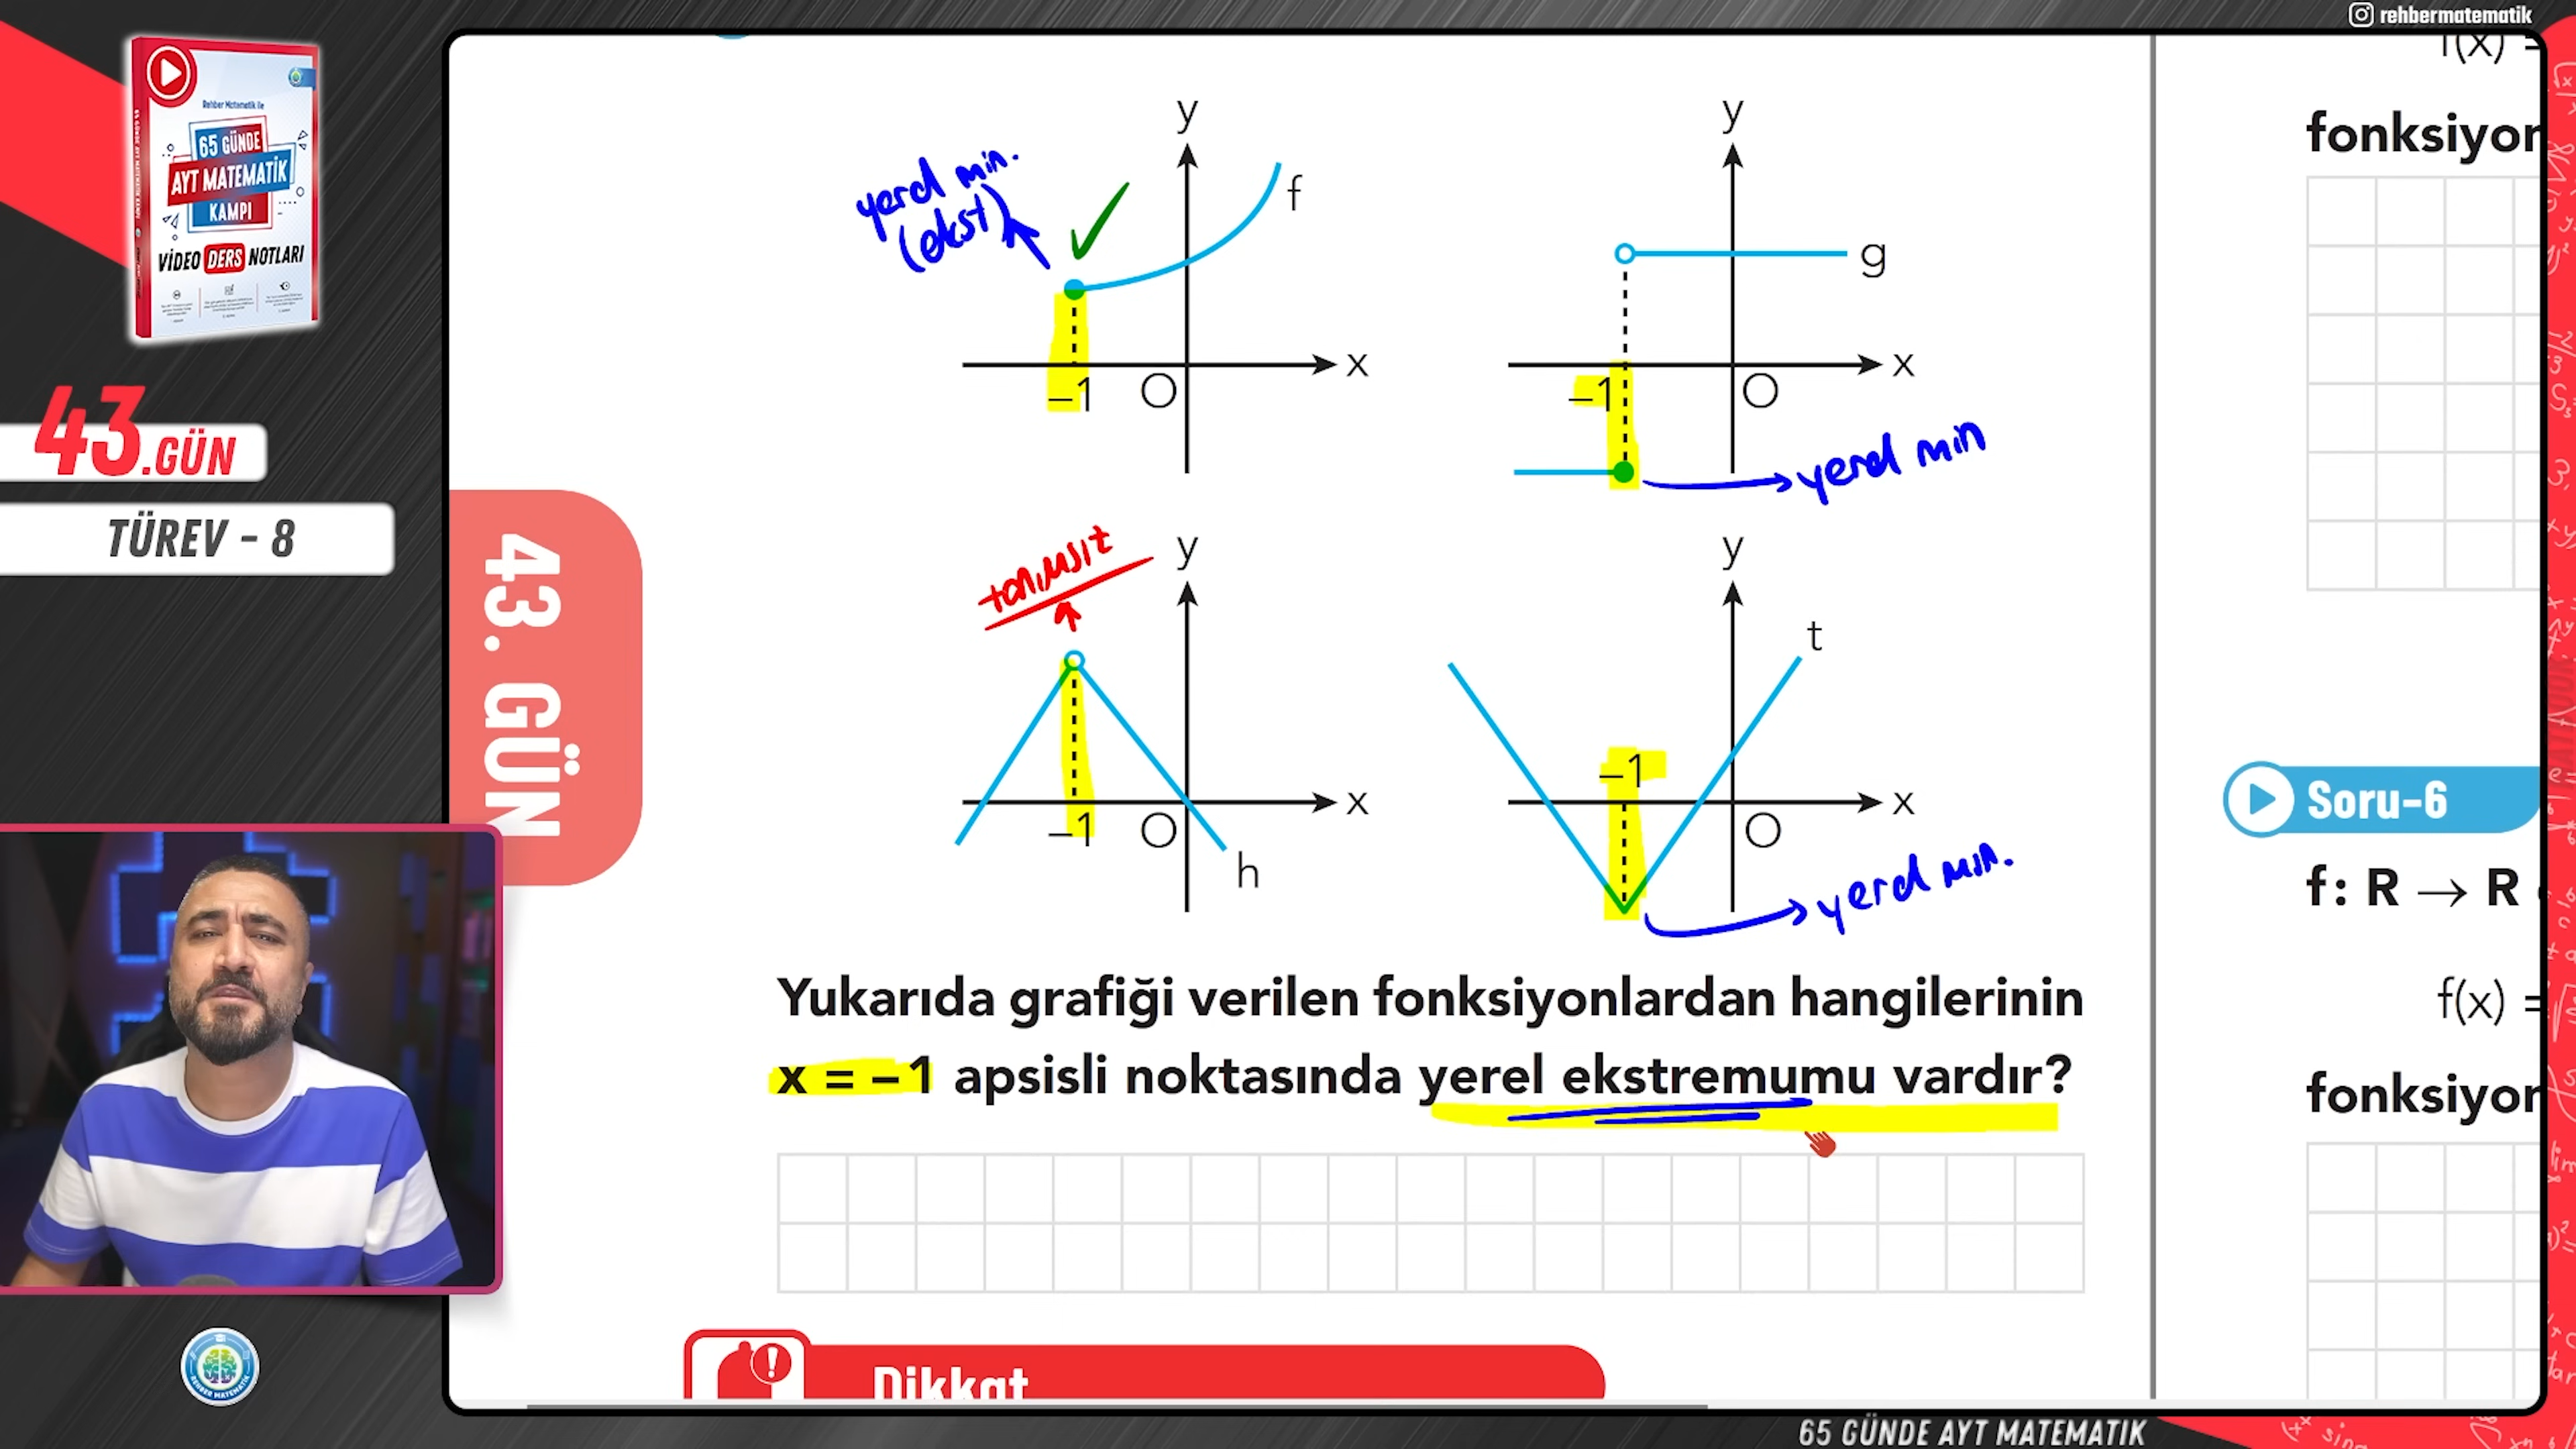 rehbermatematik
Rehber Matematik ile
65 GÜNDE
AYT MATEMATİK
KAMPI
VİDEO DERS NOTLARI
43.GÜN
TÜREV - 8
43. GÜN
y
yerel min.
(ekst)
f
x
-1
O
y
g
x
-1
O
yerel min
tanımsız
y
x
-1
O
h
y
t
-1
x
O
yerel min.
Yukarıda grafiği verilen fonksiyonlardan hangilerinin
x = -1 apsisli noktasında yerel ekstremumu vardır?
Dikkat
f(x) =
fonksiyon
Soru-6
f: R → R
f(x) =
fonksiyon
REHBER MATEMATİK
65 GÜNDE AYT MATEMATİK